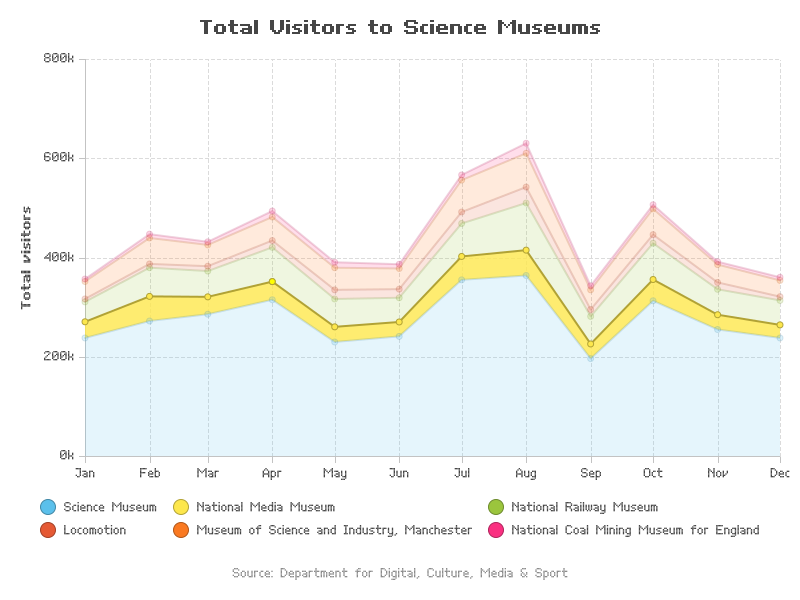 Total Visitors to Science Museums
800k
600k
400k
200k
0k
Total visitors
Jan Feb Mar Apr May Jun Jul Aug Sep Oct Nov Dec
Science Museum National Media Museum National Railway Museum
Locomotion Museum of Science and Industry, Manchester National Coal Mining Museum for England
Source: Department for Digital, Culture, Media & Sport